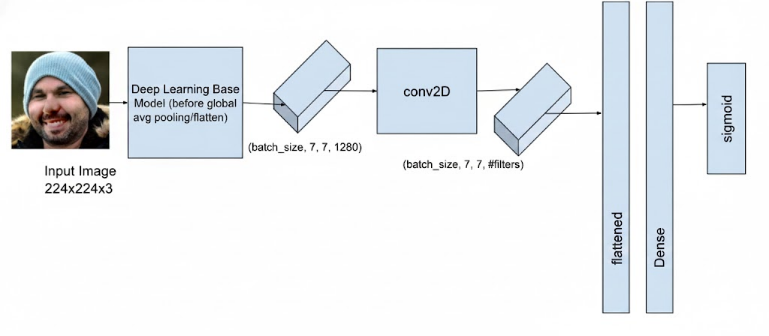 Input Image
224x224x3
Deep Learning Base
Model (before global
avg pooling/flatten)
(batch_size, 7, 7, 1280)
conv2D
(batch_size, 7, 7, #filters)
flattened
Dense
sigmoid